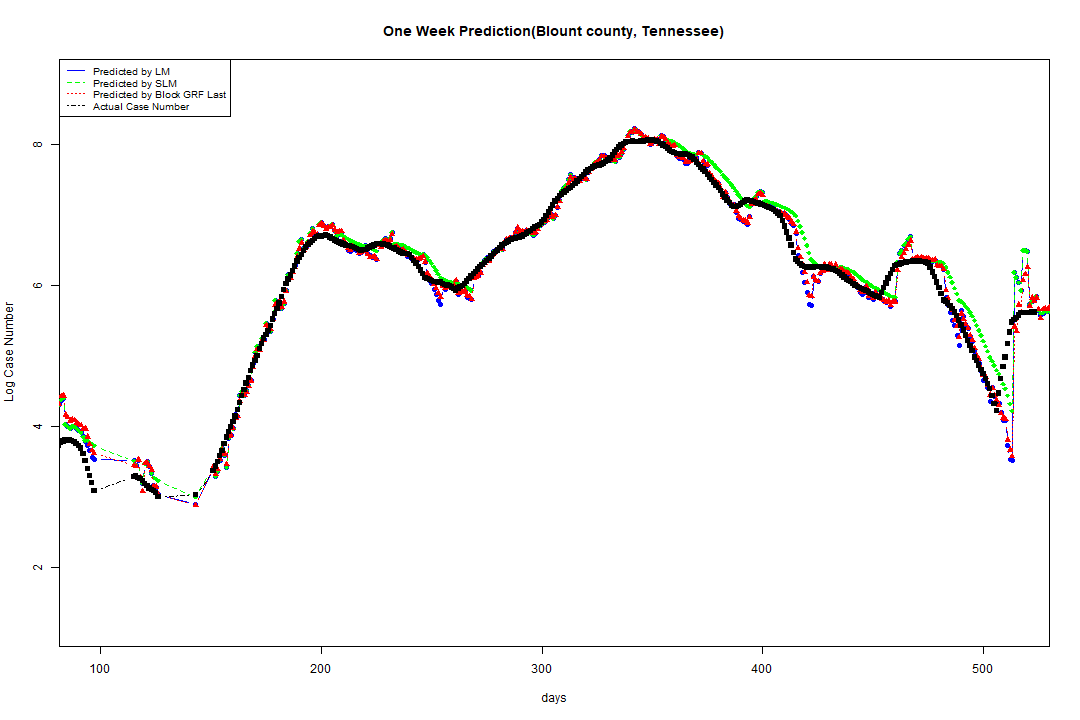 One Week Prediction(Blount county, Tennessee)
Predicted by LM
Predicted by SLM
Predicted by Block GRF Last
Actual Case Number
Log Case Number
8
6
4
2
100 200 300 400 500
days